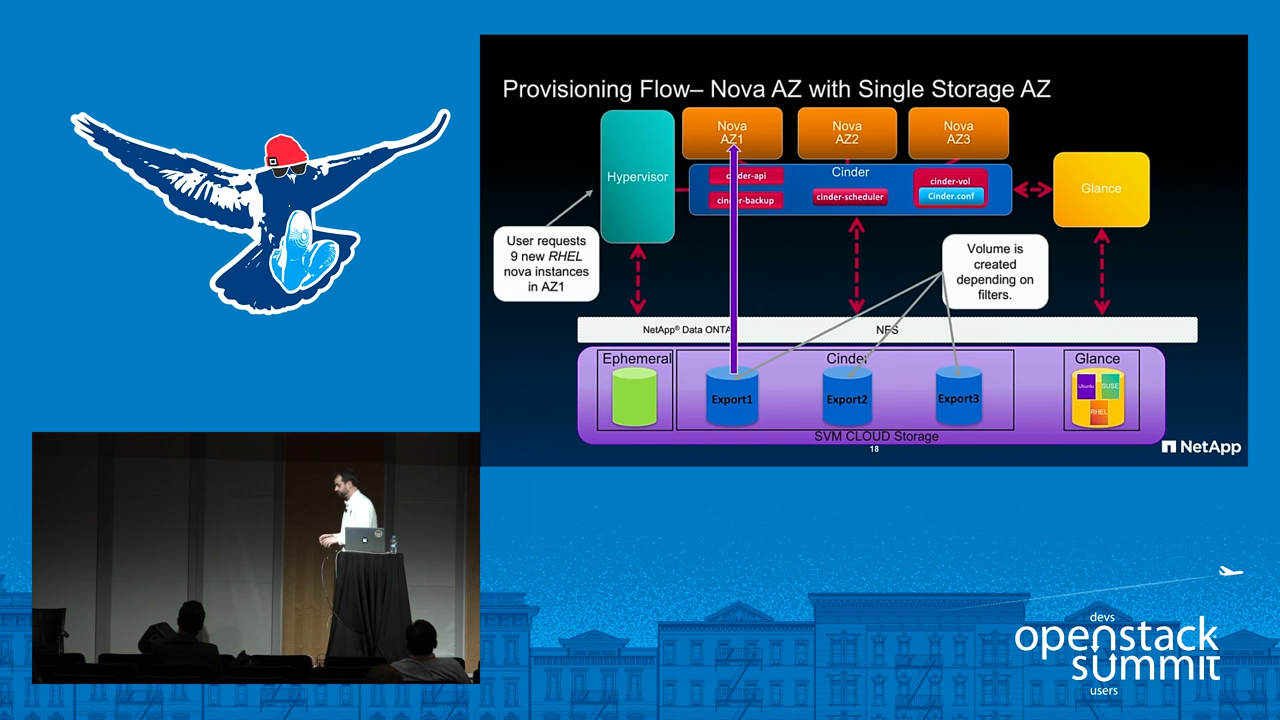 Provisioning Flow– Nova AZ with Single Storage AZ
Hypervisor
Nova
AZ1
Nova
AZ2
Nova
AZ3
Cinder
cinder-api
cinder-backup
cinder-scheduler
cinder-vol
Cinder.conf
Glance
User requests
9 new RHEL
nova instances
in AZ1
Volume is
created
depending on
filters.
NetApp® Data ONTA
NFS
Ephemeral
Cinder
Glance
Export1
Export2
Export3
Ubuntu
SUSE
RHEL
SVM CLOUD Storage
18
NetApp
devs
openstack
summit
users